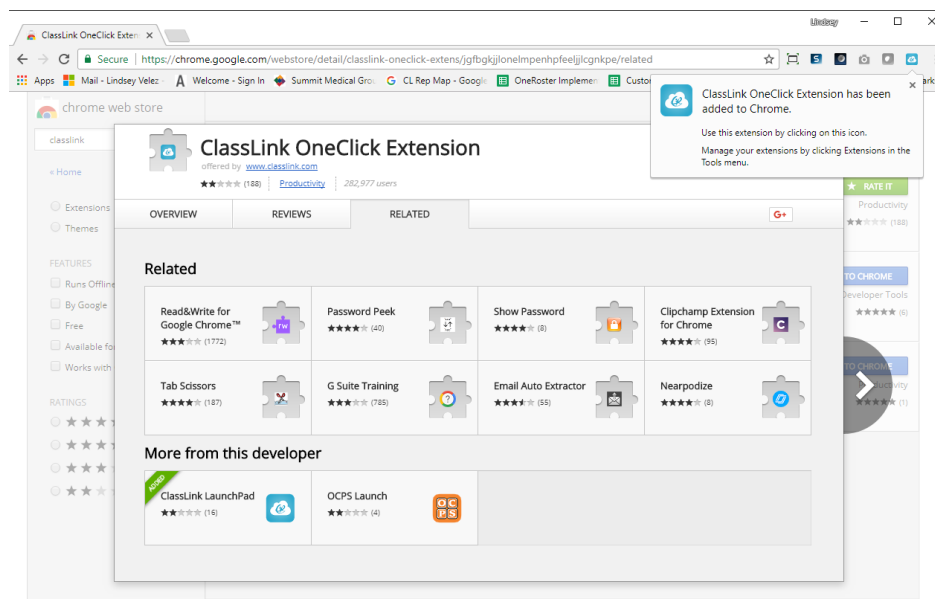 Lindsey
ClassLink OneClick Exten
Secure | https://chrome.google.com/webstore/detail/classlink-oneclick-extens/jgfbgkjjlonelmpenhpfeeljjlcgnkpe/related
Apps Mail - Lindsey Velez - Welcome - Sign In Summit Medical Grou CL Rep Map - Google OneRoster Implemen Custo ark
ClassLink OneClick Extension has been
added to Chrome.
Use this extension by clicking on this icon.
Manage your extensions by clicking Extensions in the
Tools menu.
chrome web store
classlink
« Home
Extensions
Themes
FEATURES
Runs Offline
By Google
Free
Available fo
Works with
RATINGS
ClassLink OneClick Extension
offered by www.classlink.com
(188) Productivity 282,977 users
OVERVIEW REVIEWS RELATED G+
RATE IT
Productivity
(188)
TO CHROME
Developer Tools
(6)
TO CHROME
Productivity
(1)
Related
Read&Write for
Google Chrome™
(1772)
rw
Password Peek
(40)
Show Password
(8)
Clipchamp Extension
for Chrome
(95)
C
Tab Scissors
(187)
G Suite Training
(785)
?
Email Auto Extractor
(55)
Nearpodize
(8)
More from this developer
ADDED
ClassLink LaunchPad
(16)
OCPS Launch
(4)
OC
PS